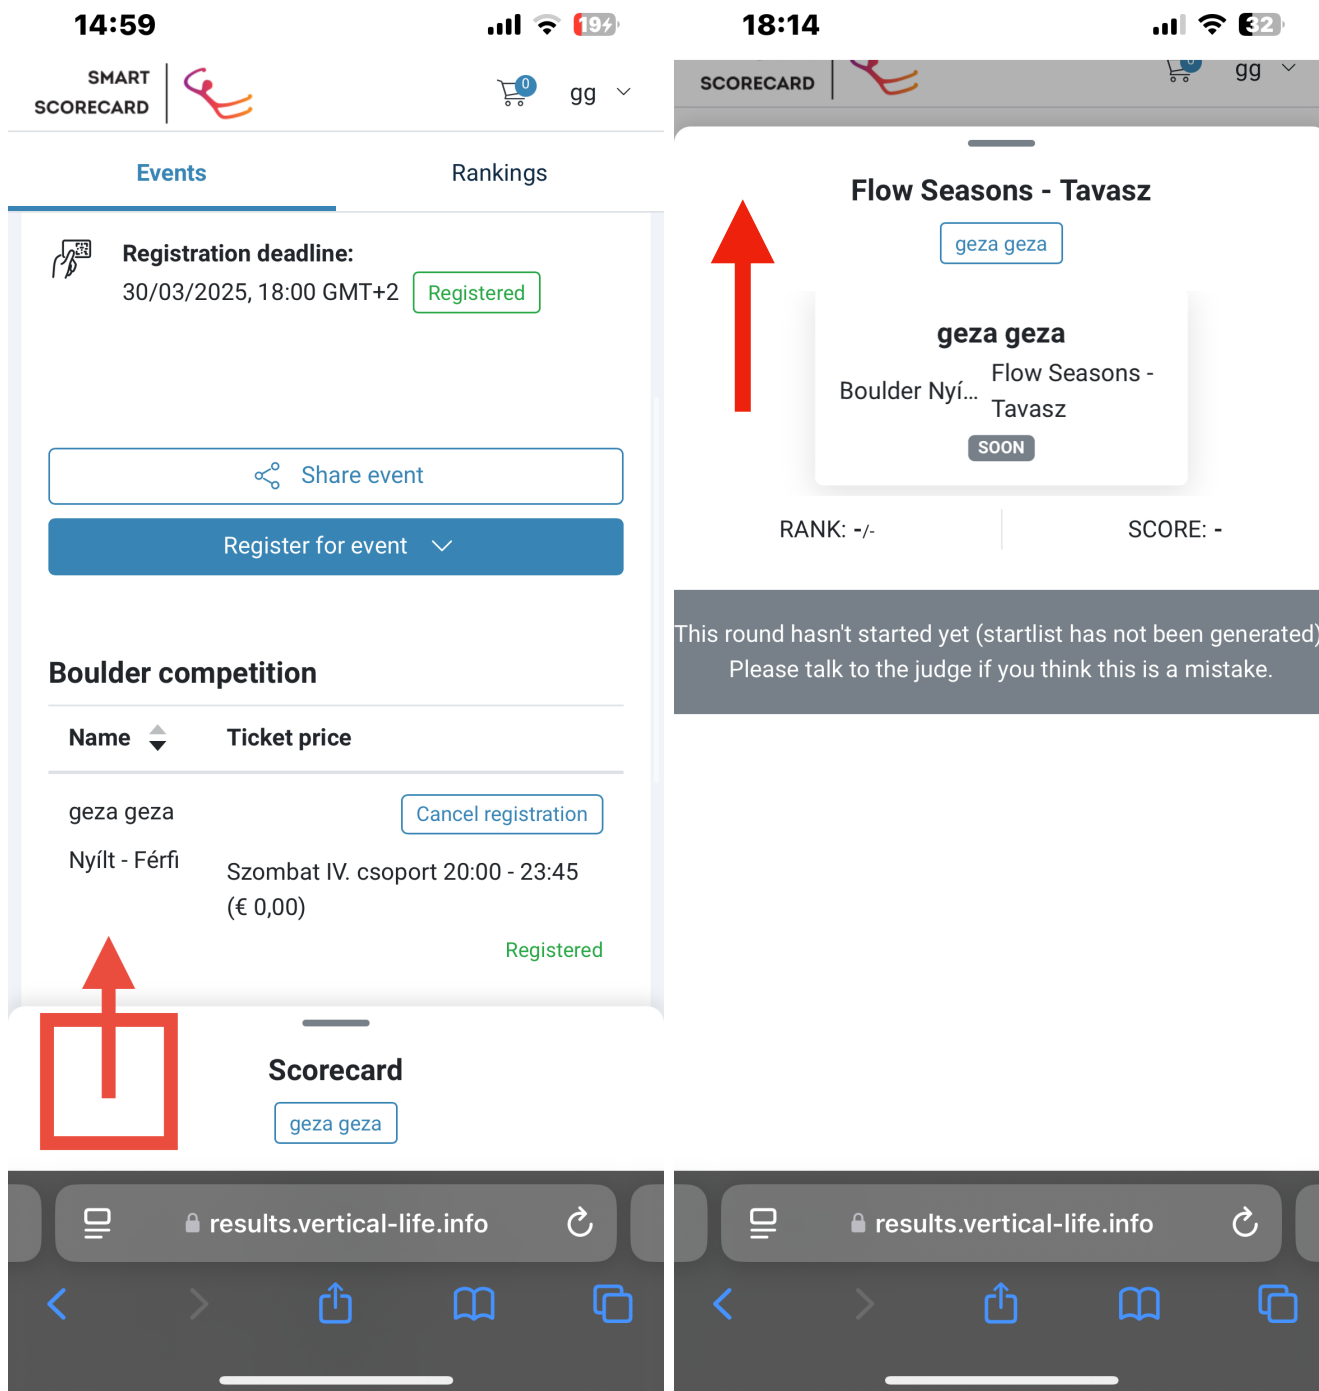 14:59
19
SMART
SCORECARD
0
gg
Events
Rankings
Registration deadline:
30/03/2025, 18:00 GMT+2
Registered
Share event
Register for event
Boulder competition
Name
Ticket price
geza geza
Cancel registration
Nyílt - Férfi
Szombat IV. csoport 20:00 - 23:45
(€ 0,00)
Registered
Scorecard
geza geza
results.vertical-life.info
18:14
32
SCORECARD
0
gg
Flow Seasons - Tavasz
geza geza
geza geza
Boulder Nyí...
Flow Seasons -
Tavasz
SOON
RANK: -/-
SCORE: -
This round hasn't started yet (startlist has not been generated)
Please talk to the judge if you think this is a mistake.
results.vertical-life.info